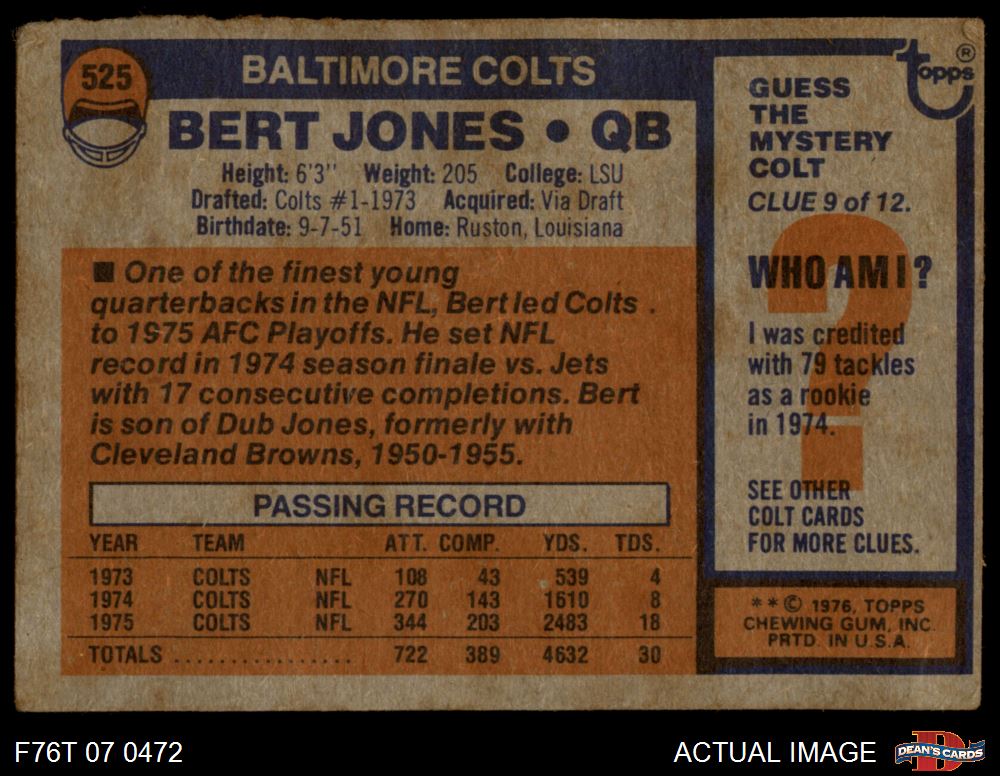 525
BALTIMORE COLTS
BERT JONES • QB
Height: 6'3" Weight: 205 College: LSU
Drafted: Colts #1-1973 Acquired: Via Draft
Birthdate: 9-7-51 Home: Ruston, Louisiana
■ One of the finest young
quarterbacks in the NFL, Bert led Colts
to 1975 AFC Playoffs. He set NFL
record in 1974 season finale vs. Jets
with 17 consecutive completions. Bert
is son of Dub Jones, formerly with
Cleveland Browns, 1950-1955.
PASSING RECORD
YEAR TEAM ATT. COMP. YDS. TDS.
1973 COLTS NFL 108 43 539 4
1974 COLTS NFL 270 143 1610 8
1975 COLTS NFL 344 203 2483 18
TOTALS ................. 722 389 4632 30
topps ®
GUESS
THE
MYSTERY
COLT
CLUE 9 of 12.
?
WHO AM I?
I was credited
with 79 tackles
as a rookie
in 1974.
SEE OTHER
COLT CARDS
FOR MORE CLUES.
**© 1976, TOPPS
CHEWING GUM, INC.
PRTD. IN U.S.A.
F76T 07 0472
ACTUAL IMAGE
DEAN'S CARDS